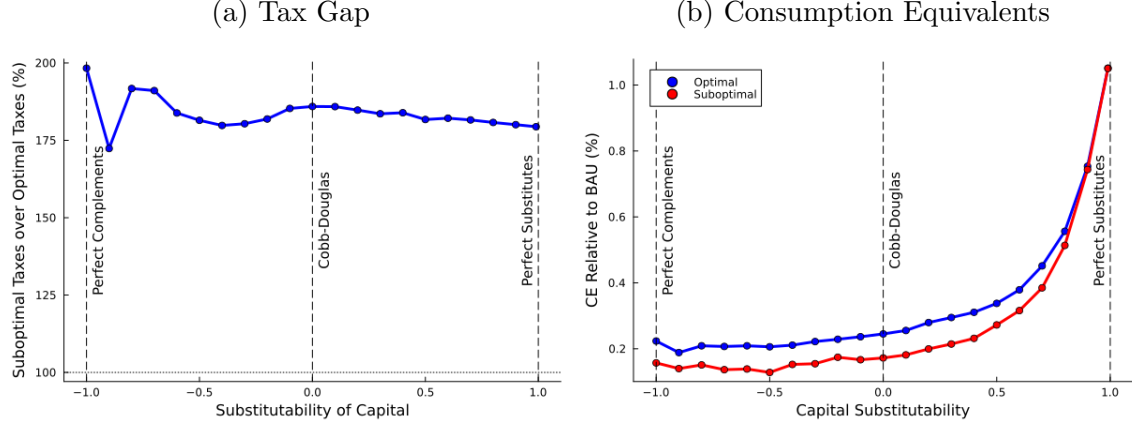 (a) Tax Gap
Suboptimal Taxes over Optimal Taxes (%)
200
175
150
125
100
Perfect Complements
Cobb-Douglas
Perfect Substitutes
−1.0
−0.5
0.0
0.5
1.0
Substitutability of Capital
(b) Consumption Equivalents
CE Relative to BAU (%)
1.0
0.8
0.6
0.4
0.2
Optimal
Suboptimal
Perfect Complements
Cobb-Douglas
Perfect Substitutes
−1.0
−0.5
0.0
0.5
1.0
Capital Substitutability